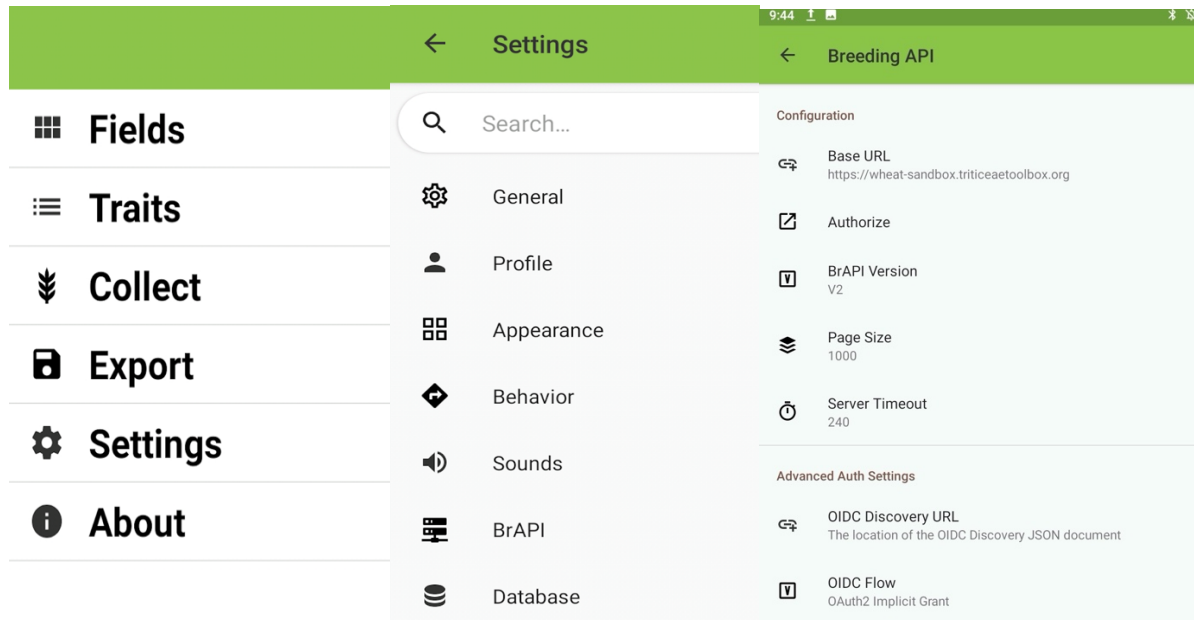 Fields
Traits
Collect
Export
Settings
About
Settings
Search...
General
Profile
Appearance
Behavior
Sounds
BrAPI
Database
9:44
Breeding API
Configuration
Base URL
https://wheat-sandbox.triticeaetoolbox.org
Authorize
BrAPI Version
V2
Page Size
1000
Server Timeout
240
Advanced Auth Settings
OIDC Discovery URL
The location of the OIDC Discovery JSON document
OIDC Flow
OAuth2 Implicit Grant